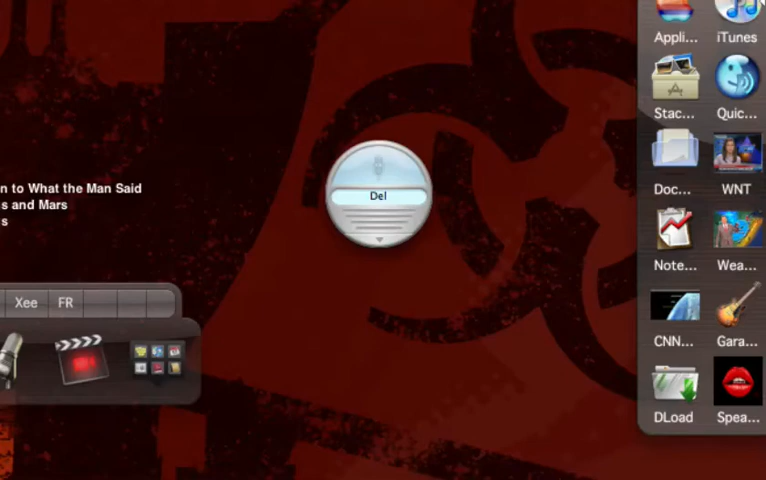 Appli... iTunes
Stac... Quic...
n to What the Man Said
s and Mars
s
Del
Doc... WNT
Note... Wea...
Xee FR
CNN... Gara...
DLoad Spea...